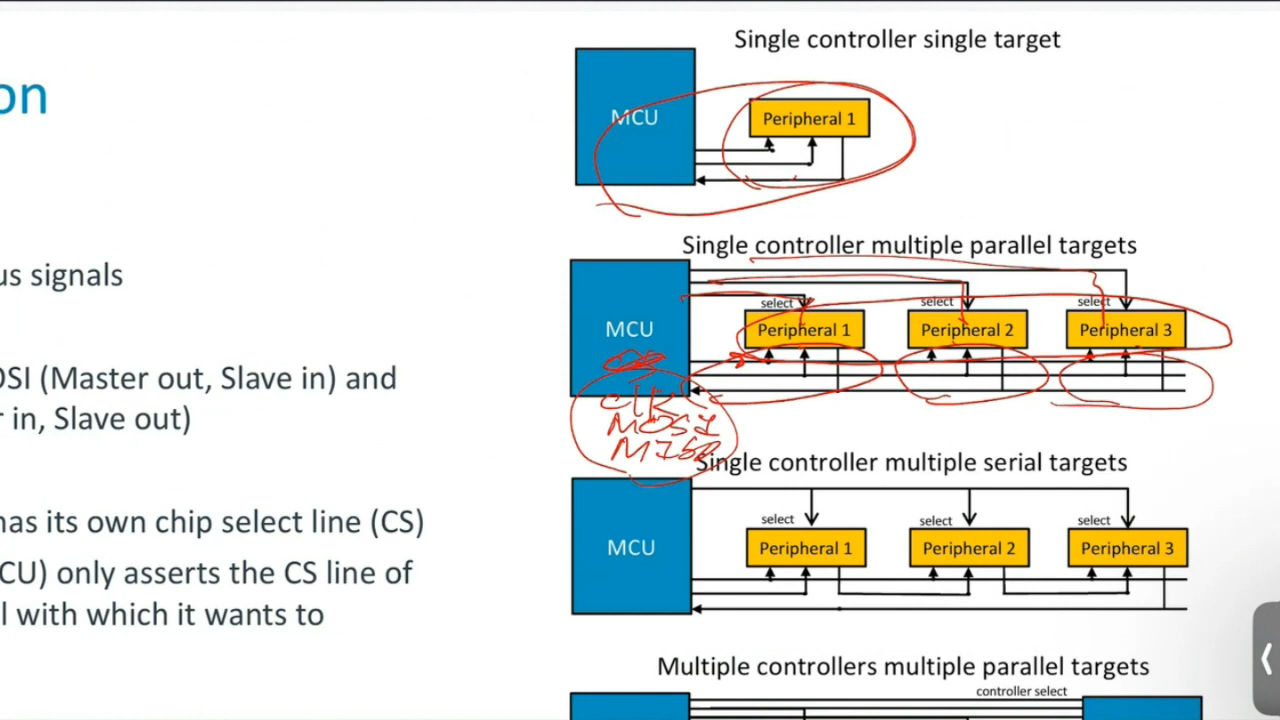 on
us signals
OSI (Master out, Slave in) and
r in, Slave out)
has its own chip select line (CS)
CU) only asserts the CS line of
l with which it wants to
Single controller single target
MCU
Peripheral 1
Single controller multiple parallel targets
select
select
select
MCU
Peripheral 1
Peripheral 2
Peripheral 3
clk
MOSI
MISO
Single controller multiple serial targets
select
select
select
MCU
Peripheral 1
Peripheral 2
Peripheral 3
Multiple controllers multiple parallel targets
controller select